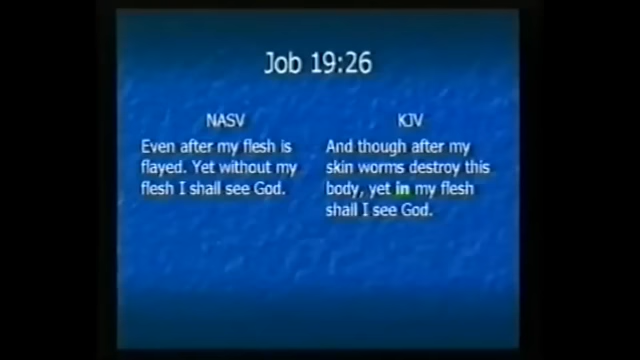 Job 19:26
NASV
Even after my flesh is
flayed. Yet without my
flesh I shall see God.
KJV
And though after my
skin worms destroy this
body, yet in my flesh
shall I see God.